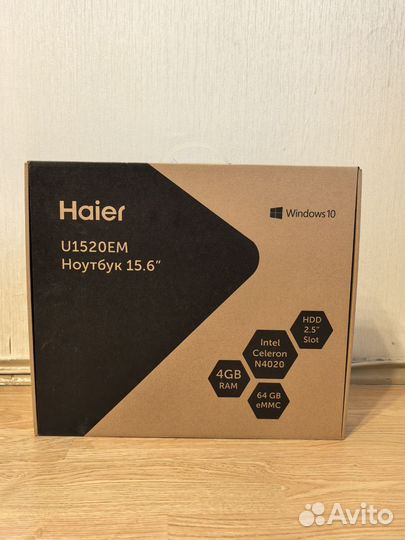 Haier
Windows 10
U1520EM
Ноутбук 15.6”
HDD
2.5”
Slot
Intel
Celeron
N4020
4GB
RAM
64 GB
eMMC
Avito